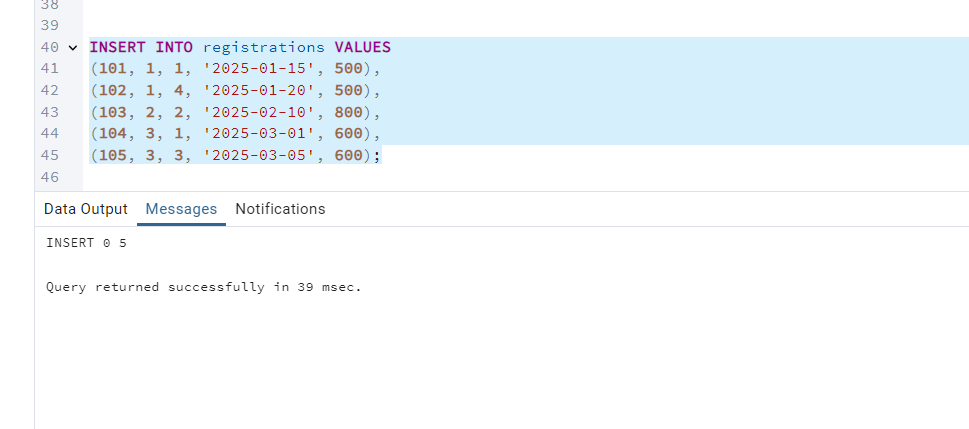 38
39
40 INSERT INTO registrations VALUES
41 (101, 1, 1, '2025-01-15', 500),
42 (102, 1, 4, '2025-01-20', 500),
43 (103, 2, 2, '2025-02-10', 800),
44 (104, 3, 1, '2025-03-01', 600),
45 (105, 3, 3, '2025-03-05', 600);
46
Data Output Messages Notifications
INSERT 0 5
Query returned successfully in 39 msec.